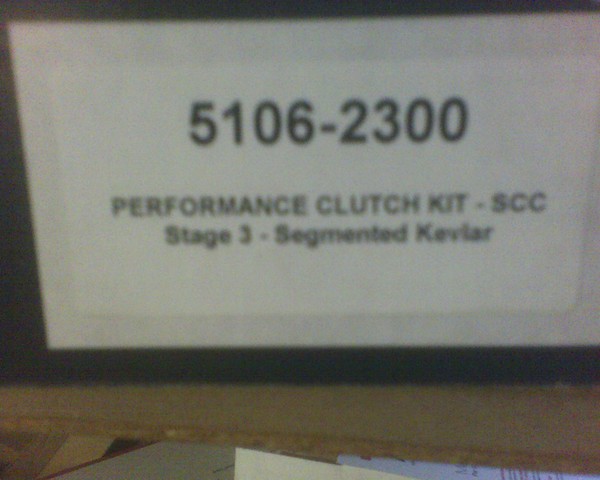 5106-2300
PERFORMANCE CLUTCH KIT - SCC
Stage 3 - Segmented Kevlar